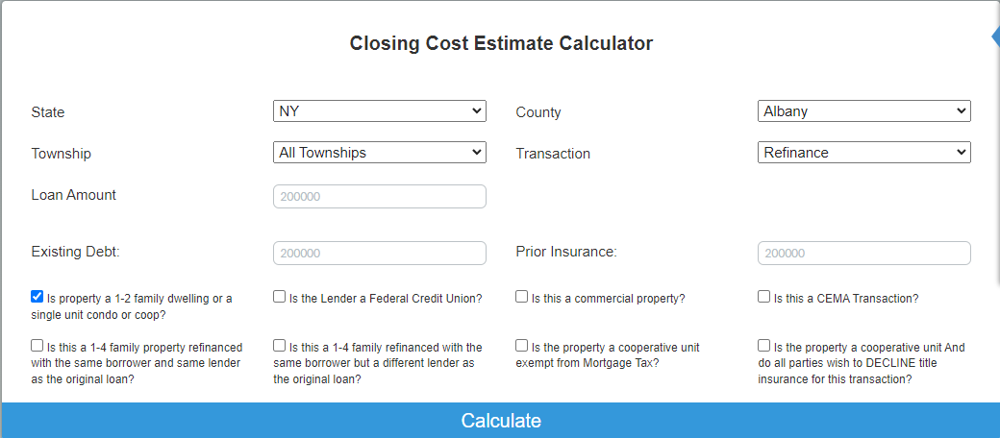 Closing Cost Estimate Calculator
State NY County Albany
Township All Townships Transaction Refinance
Loan Amount 200000
Existing Debt: 200000 Prior Insurance: 200000
Is property a 1-2 family dwelling or a
single unit condo or coop?
Is the Lender a Federal Credit Union?
Is this a commercial property?
Is this a CEMA Transaction?
Is this a 1-4 family property refinanced
with the same borrower and same lender
as the original loan?
Is this a 1-4 family refinanced with the
same borrower but a different lender as
the original loan?
Is the property a cooperative unit
exempt from Mortgage Tax?
Is the property a cooperative unit And
do all parties wish to DECLINE title
insurance for this transaction?
Calculate